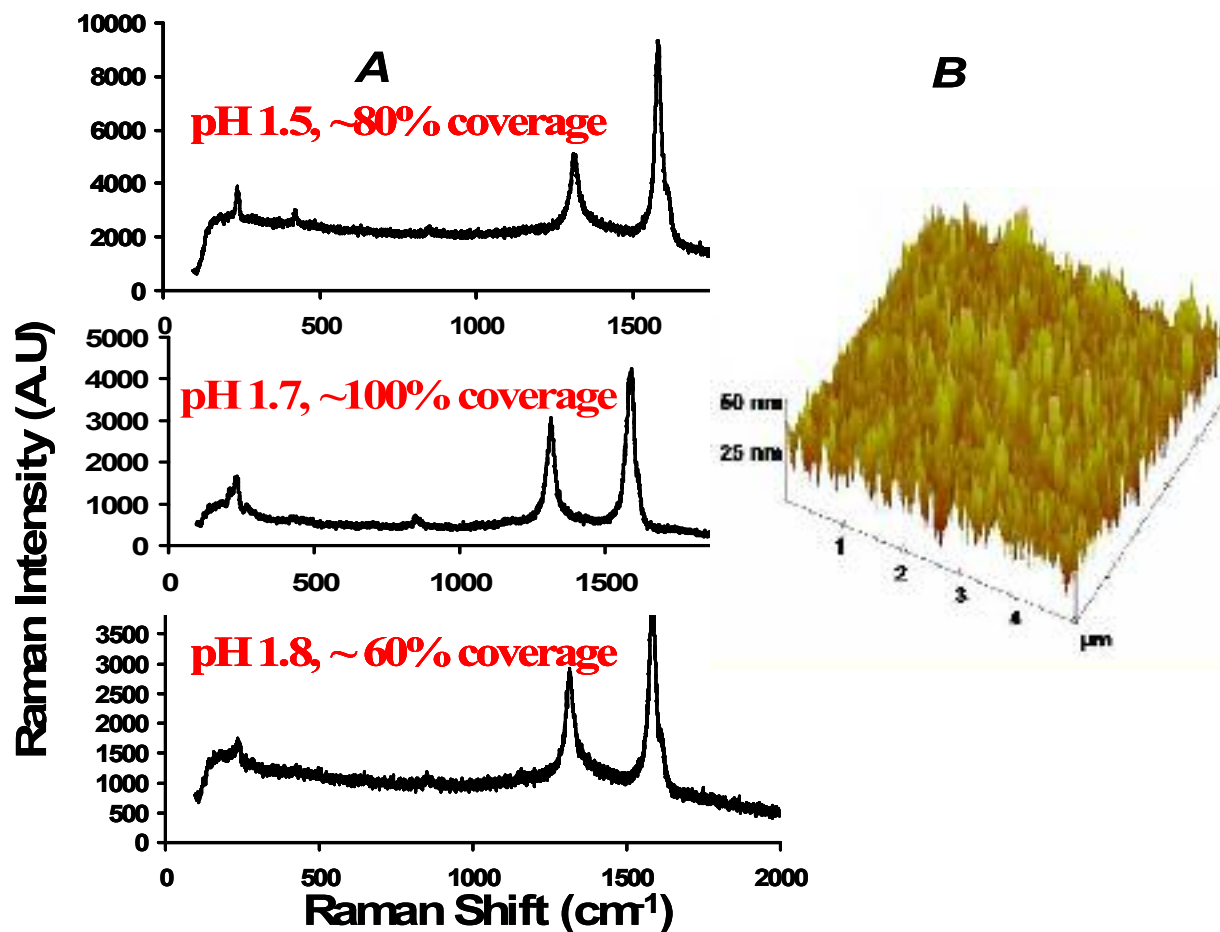 A
B
10000
8000
6000
4000
2000
0
pH 1.5, ~80% coverage
0 500 1000 1500
5000
4000
3000
2000
1000
0
pH 1.7, ~100% coverage
0 500 1000 1500
3500
3000
2500
2000
1500
1000
500
0
pH 1.8, ~ 60% coverage
0 500 1000 1500 2000
Raman Shift (cm-1)
Raman Intensity (A.U)
50 nm
25 nm
1
2
3
4
µm